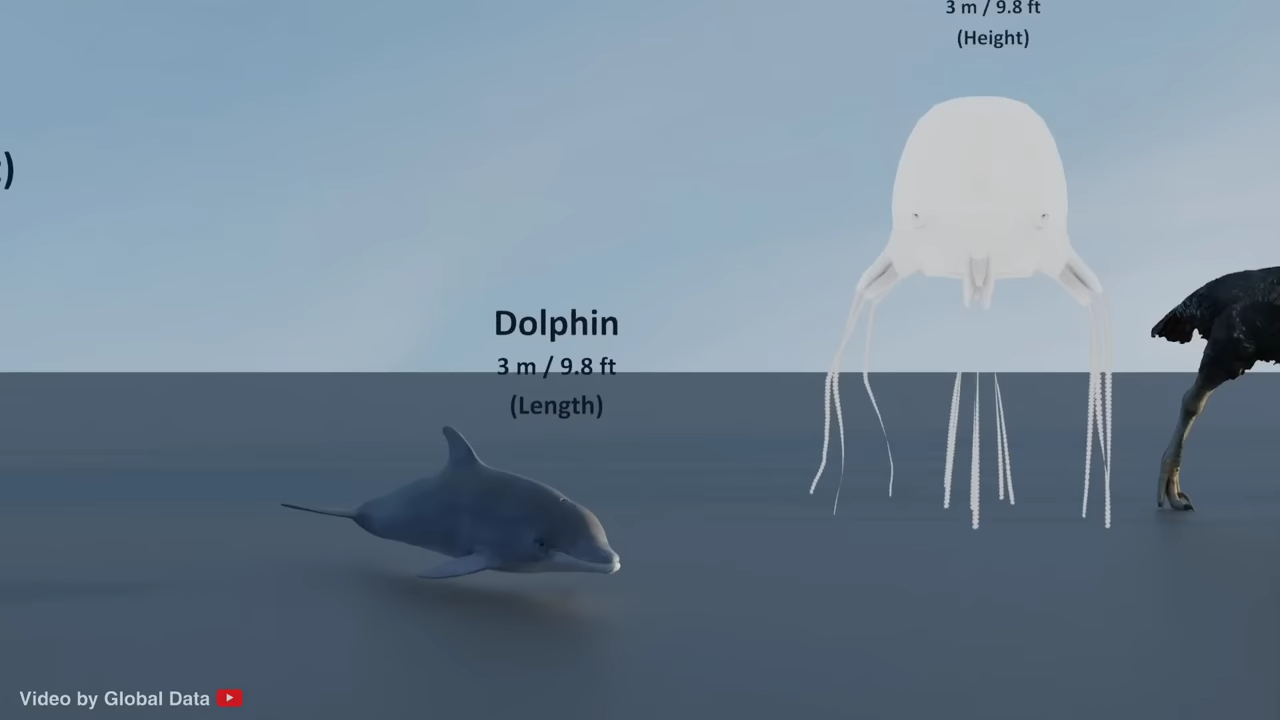 3 m / 9.8 ft
(Height)
)
Dolphin
3 m / 9.8 ft
(Length)
Video by Global Data